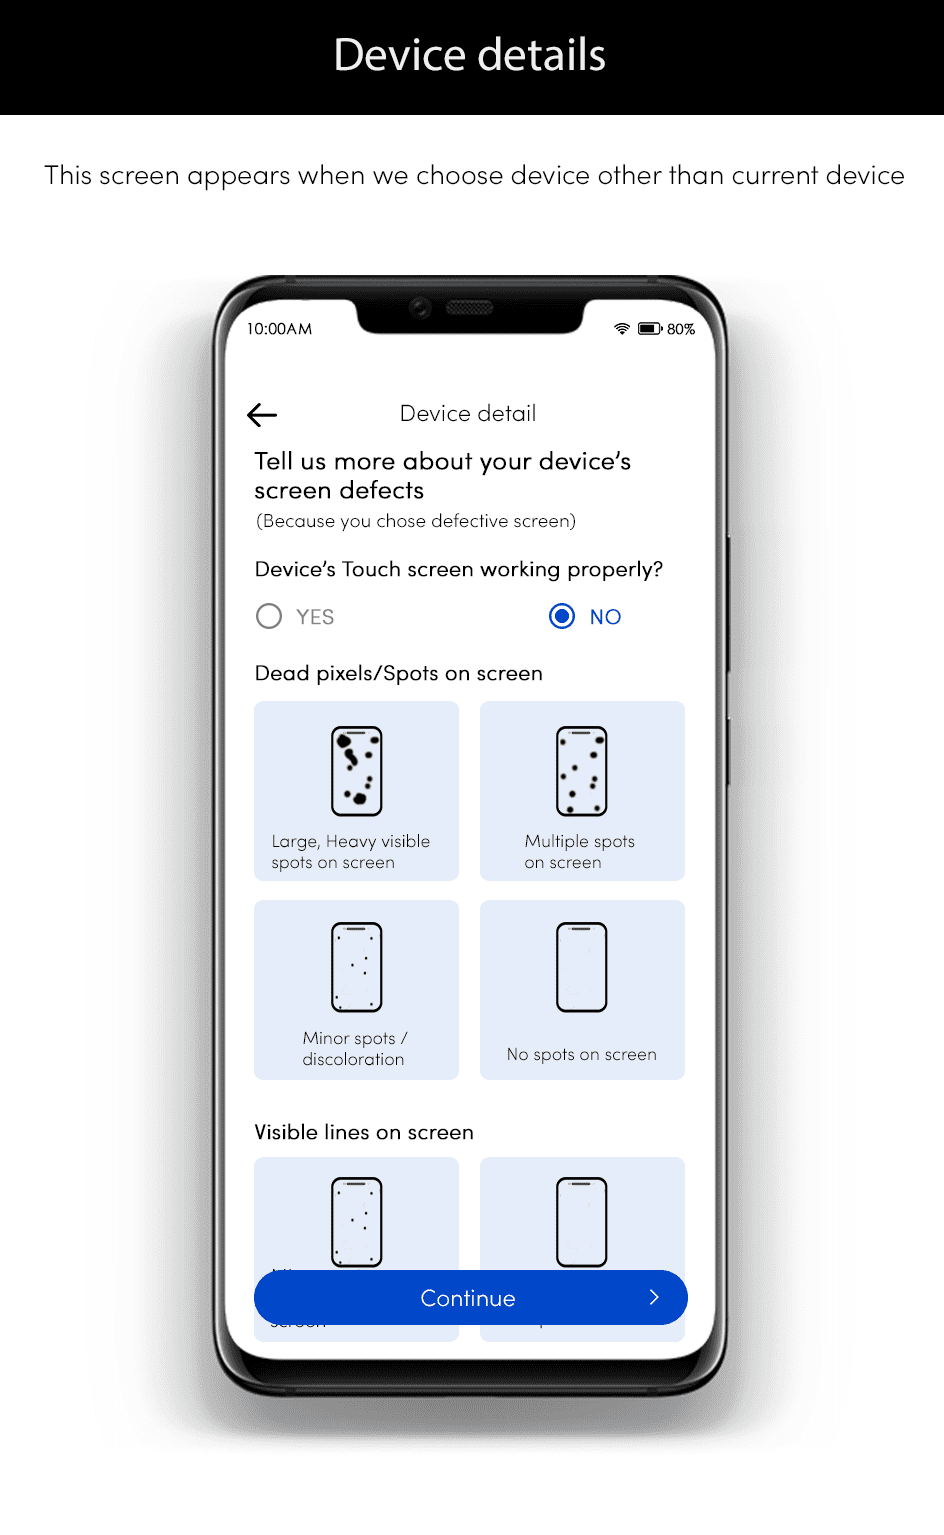 Device details
This screen appears when we choose device other than current device
10:00AM
80%
Device detail
Tell us more about your device's
screen defects
(Because you chose defective screen)
Device's Touch screen working properly?
YES
NO
Dead pixels/Spots on screen
Large, Heavy visible
spots on screen
Multiple spots
on screen
Minor spots /
discoloration
No spots on screen
Visible lines on screen
Continue